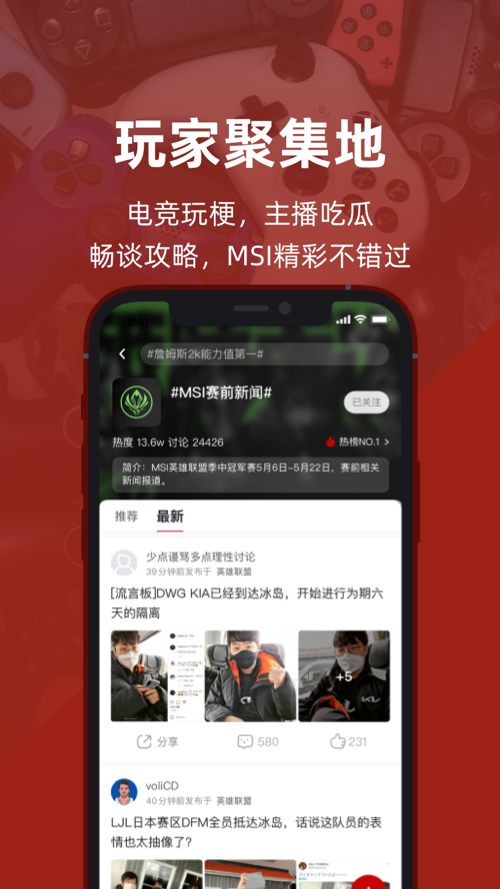 玩家聚集地
电竞玩梗，主播吃瓜
畅谈攻略，MSI精彩不错过
#詹姆斯2k能力值第一#
#MSI赛前新闻#
已关注
热度 13.6w 讨论 24426
热榜NO.1 >
简介：MSI英雄联盟季中冠军赛5月6日-5月22日，赛前相关
新闻报道。
推荐
最新
少点谩骂多点理性讨论
39分钟前发布于 英雄联盟
[流言板]DWG KIA已经到达冰岛，开始进行为期六
天的隔离
+5
分享
580
231
voliCD
40分钟前发布于 英雄联盟
LJL日本赛区DFM全员抵达冰岛，话说这队员的表
情也太抽像了？